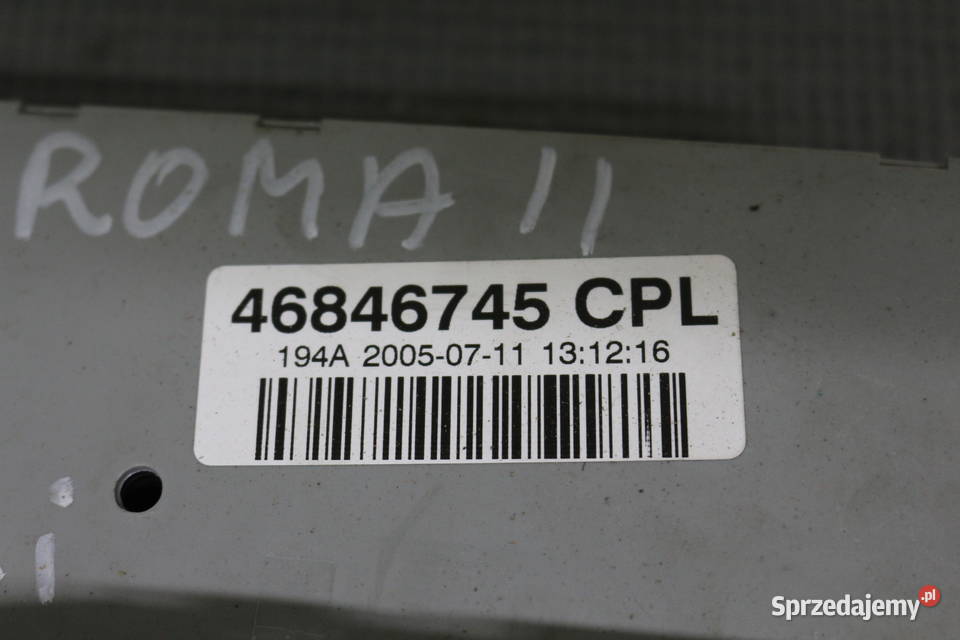 ROMA II
46846745 CPL
194A 2005-07-11 13:12:16
Sprzedajemy.pl